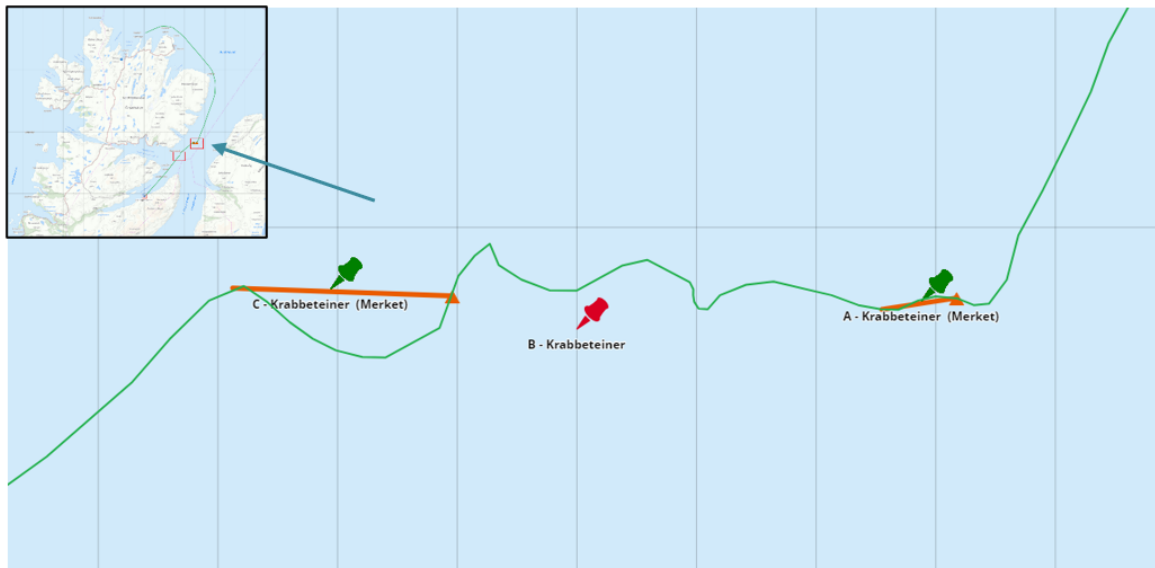 C - Krabbeteiner (Merket)
B - Krabbeteiner
A - Krabbeteiner (Merket)